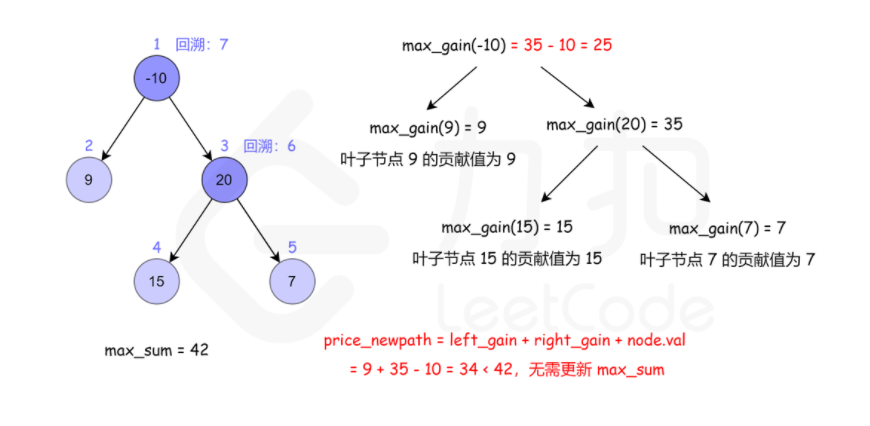 1 回溯：7
-10
2
3 回溯：6
9
20
4
5
15
7
max_sum = 42
max_gain(-10) = 35 - 10 = 25
max_gain(9) = 9
叶子节点 9 的贡献值为 9
max_gain(20) = 35
max_gain(15) = 15
叶子节点 15 的贡献值为 15
max_gain(7) = 7
叶子节点 7 的贡献值为 7
price_newpath = left_gain + right_gain + node.val
= 9 + 35 - 10 = 34 < 42，无需更新 max_sum
力扣
LeetCode